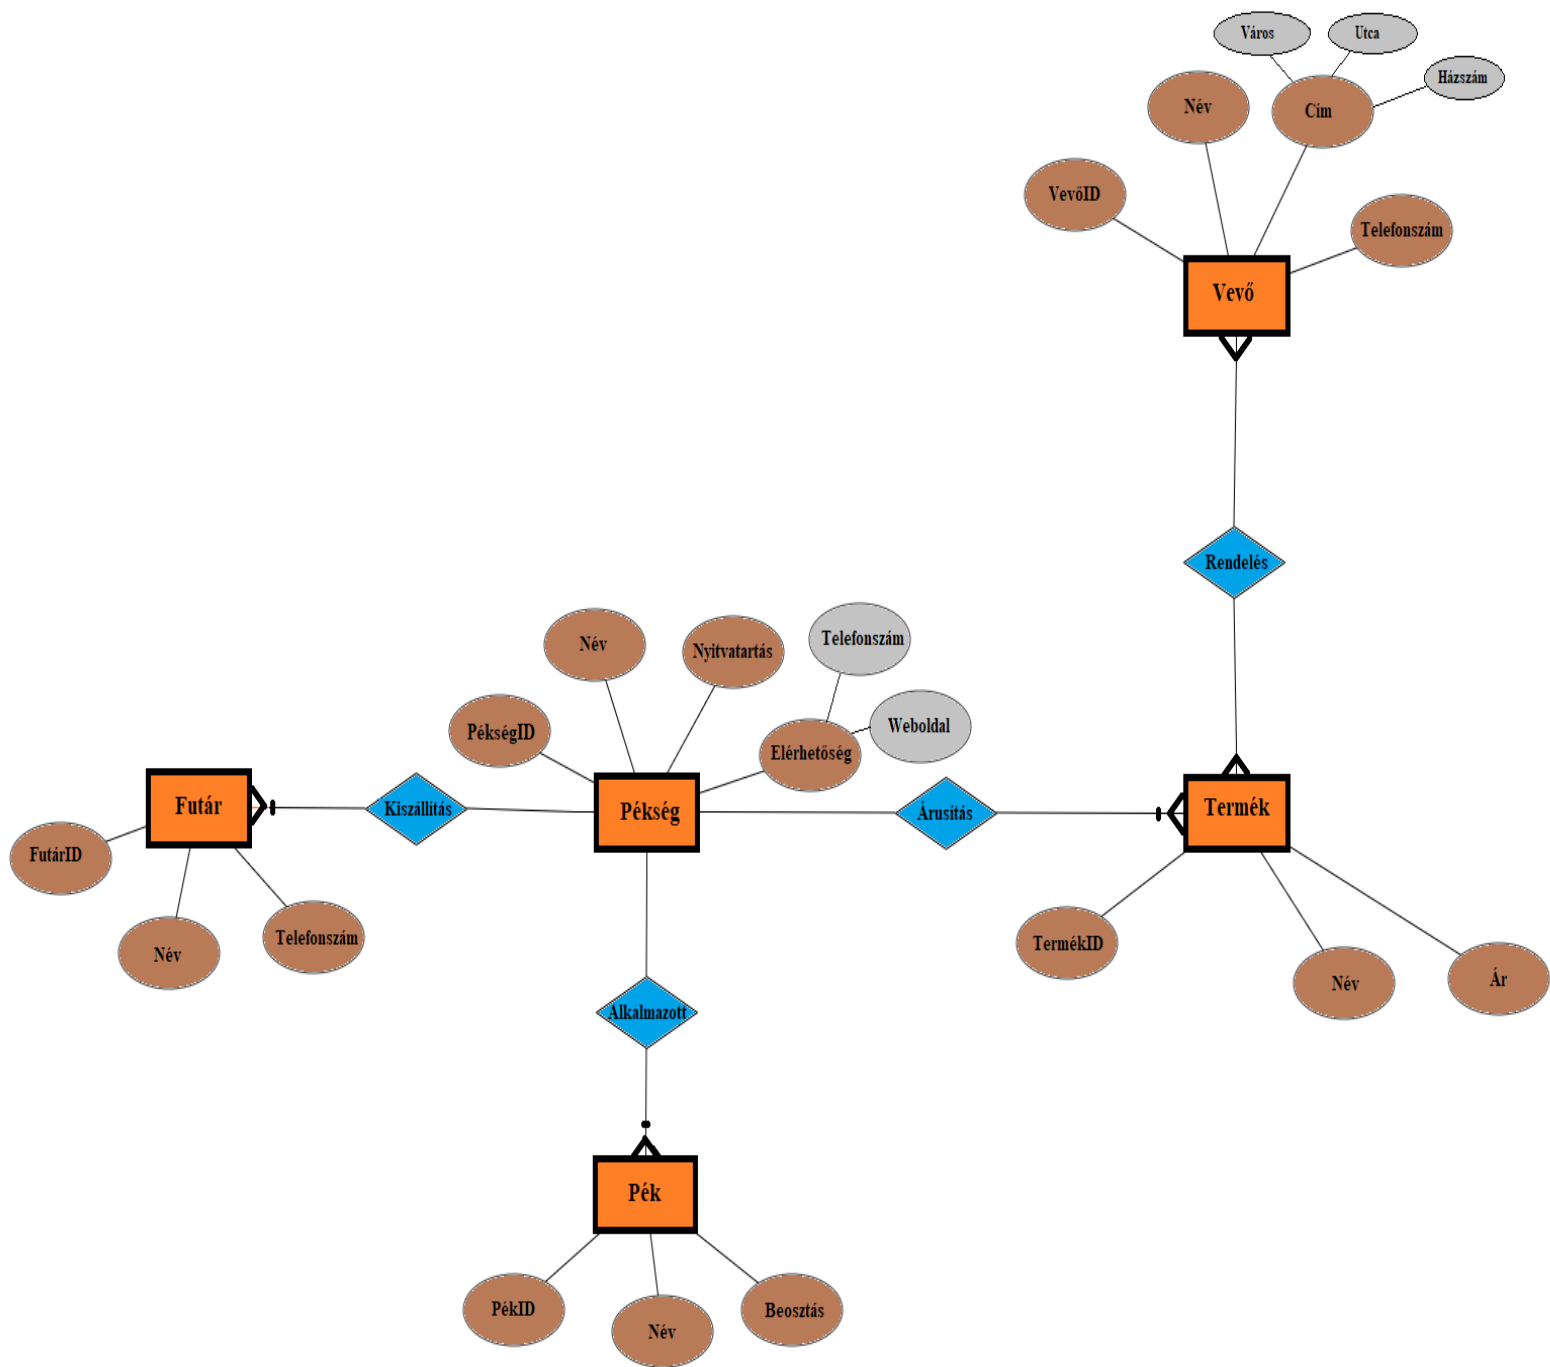 Város
Utca
Házszám
Név
Cím
VevőID
Telefonszám
Vevő
Rendelés
Név
Nyitvatartás
Telefonszám
PékségID
Elérhetőség
Weboldal
Futár
Kiszállítás
Pékség
Árusítás
Termék
FutárID
Név
Telefonszám
TermékID
Név
Ár
Alkalmazott
Pék
PékID
Név
Beosztás